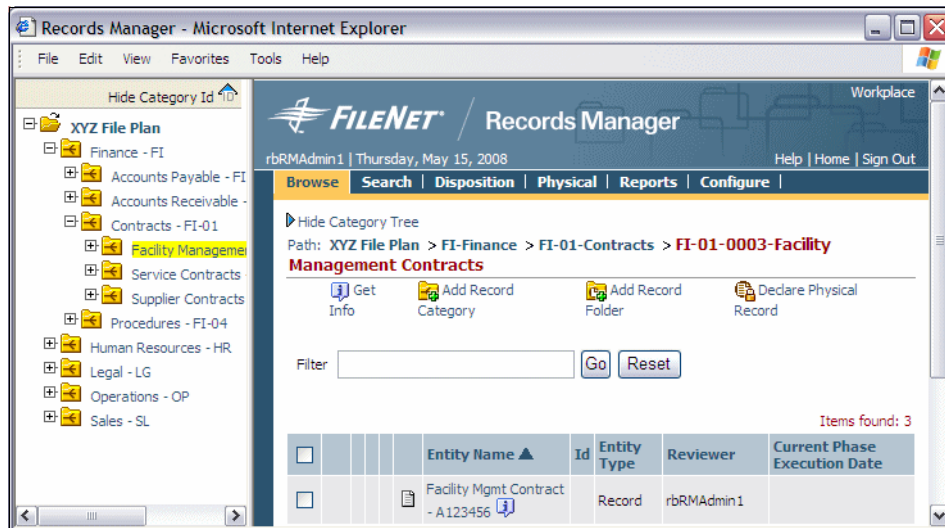 Records Manager - Microsoft Internet Explorer
File Edit View Favorites Tools Help
Hide Category Id ID
XYZ File Plan
Finance - FI
Accounts Payable - FI
Accounts Receivable -
Contracts - FI-01
Facility Managemen
Service Contracts
Supplier Contracts
Procedures - FI-04
Human Resources - HR
Legal - LG
Operations - OP
Sales - SL
Workplace
FILENET Records Manager
rbRMAdmin1 | Thursday, May 15, 2008 Help | Home | Sign Out
Browse Search | Disposition | Physical | Reports | Configure |
Hide Category Tree
Path: XYZ File Plan > FI-Finance > FI-01-Contracts > FI-01-0003-Facility
Management Contracts
Get Info
Add Record Category
Add Record Folder
Declare Physical Record
Filter Go Reset
Items found: 3
Entity Name Id Entity Type Reviewer Current Phase Execution Date
Facility Mgmt Contract - A123456 Record rbRMAdmin1